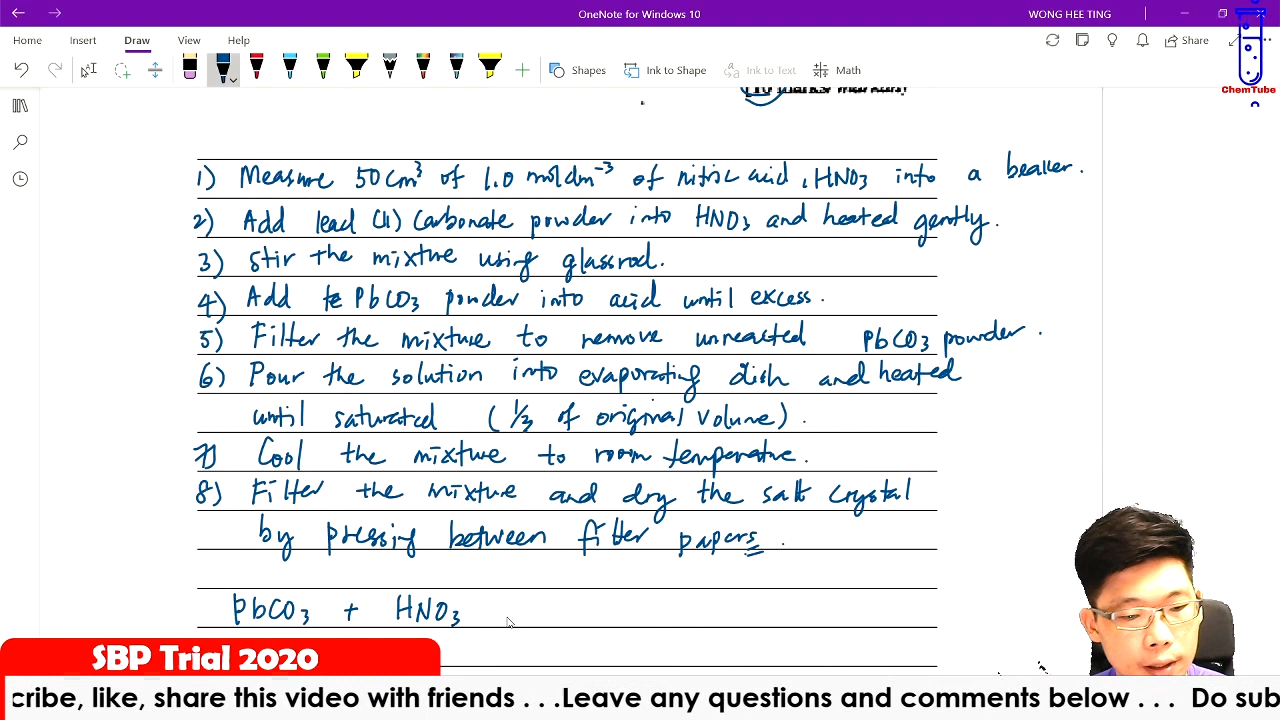 OneNote for Windows 10
WONG HEE TING
Home Insert Draw View Help
Share
Shapes Ink to Shape Ink to Text Math
ChemTube
1) Measure 50 cm³ of 1.0 mol dm⁻³ of nitric acid, HNO₃ into a beaker.
2) Add lead (II) carbonate powder into HNO₃ and heated gently.
3) Stir the mixture using glassrod.
4) Add PbCO₃ powder into acid until excess.
5) Filter the mixture to remove unreacted PbCO₃ powder.
6) Pour the solution into evaporating dish and heated
until saturated (1/3 of original volume).
7) Cool the mixture to room temperature.
8) Filter the mixture and dry the salt crystal
by pressing between filter papers.
PbCO₃ + HNO₃
SBP Trial 2020
cribe, like, share this video with friends . . .Leave any questions and comments below . . . Do sub